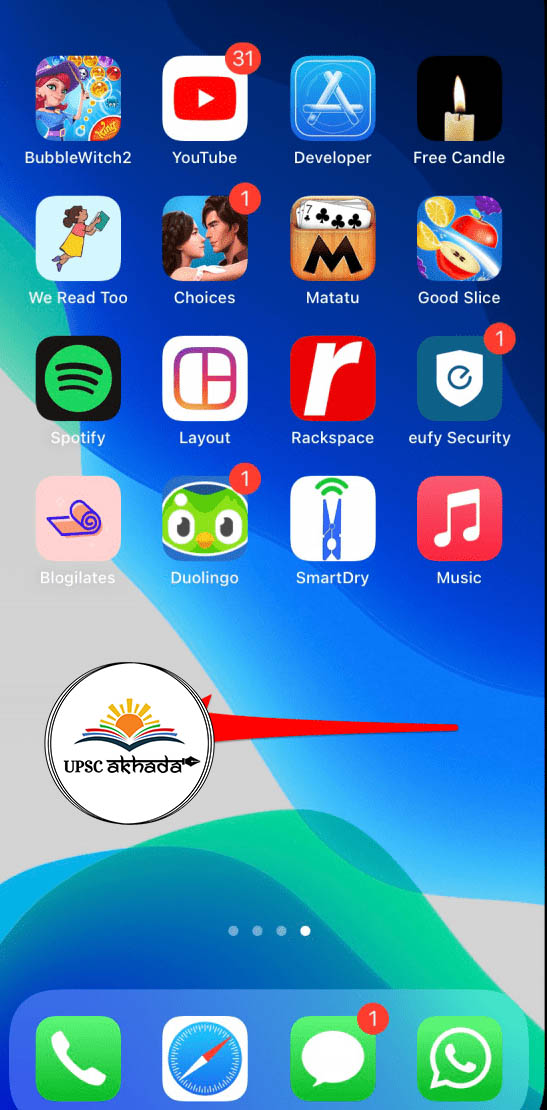 31
BubbleWitch2 YouTube Developer Free Candle
1
We Read Too Choices Matatu Good Slice
1
Spotify Layout Rackspace eufy Security
1
Blogilates Duolingo SmartDry Music
UPSC akhada
1